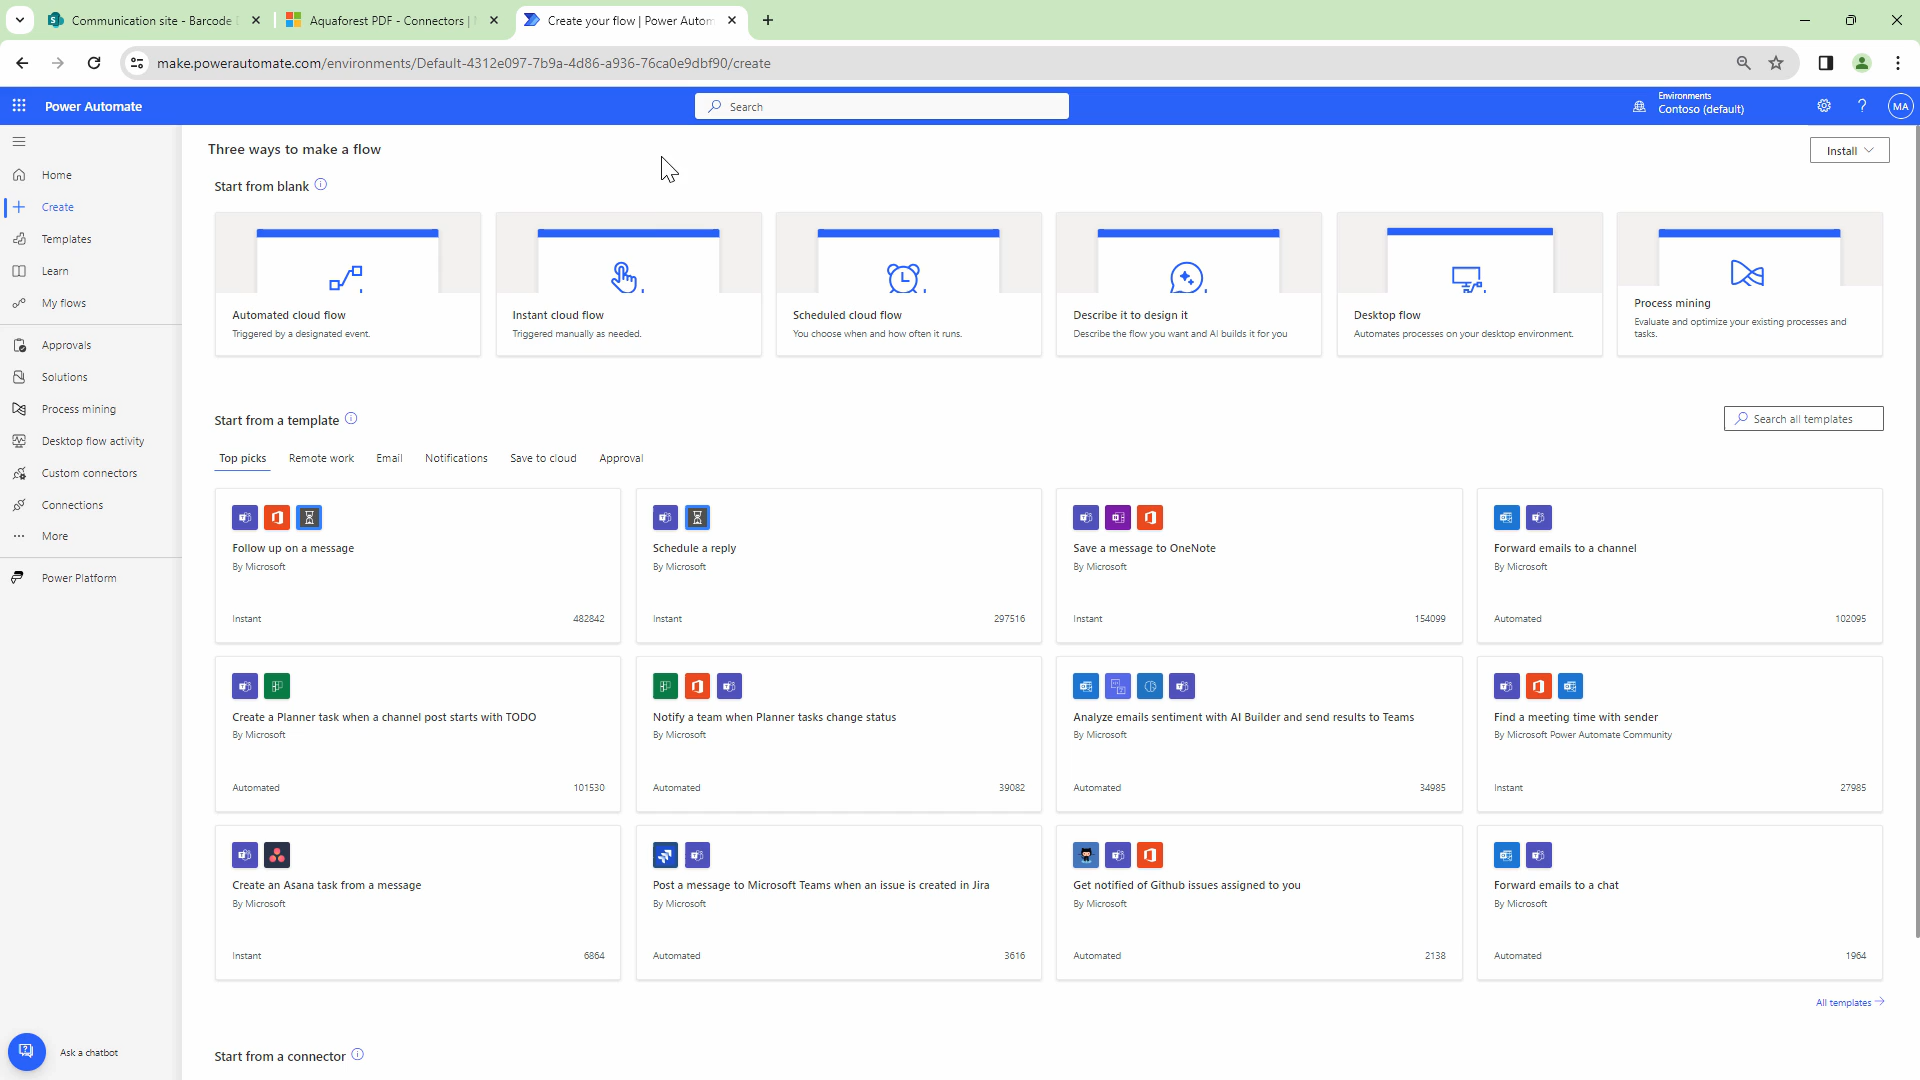 Communication site - Barcode
Aquaforest PDF - Connectors |
Create your flow | Power Autom
make.powerautomate.com/environments/Default-4312e097-7b9a-4d86-a936-76ca0e9dbf90/create
Power Automate
Search
Environments
Contoso (default)
?
MA
Home
Create
Templates
Learn
My flows
Approvals
Solutions
Process mining
Desktop flow activity
Custom connectors
Connections
More
Power Platform
Ask a chatbot
Three ways to make a flow
Install
Start from blank
Automated cloud flow
Triggered by a designated event.
Instant cloud flow
Triggered manually as needed.
Scheduled cloud flow
You choose when and how often it runs.
Describe it to design it
Describe the flow you want and AI builds it for you
Desktop flow
Automates processes on your desktop environment.
Process mining
Evaluate and optimize your existing processes and
tasks.
Start from a template
Search all templates
Top picks
Remote work
Email
Notifications
Save to cloud
Approval
Follow up on a message
By Microsoft
Instant
482842
Schedule a reply
By Microsoft
Instant
297516
Save a message to OneNote
By Microsoft
Instant
154099
Forward emails to a channel
By Microsoft
Automated
102095
Create a Planner task when a channel post starts with TODO
By Microsoft
Automated
101530
Notify a team when Planner tasks change status
By Microsoft
Automated
39082
Analyze emails sentiment with AI Builder and send results to Teams
By Microsoft
Automated
34985
Find a meeting time with sender
By Microsoft Power Automate Community
Instant
27985
Create an Asana task from a message
By Microsoft
Instant
6864
Post a message to Microsoft Teams when an issue is created in Jira
By Microsoft
Automated
3616
Get notified of Github issues assigned to you
By Microsoft
Automated
2138
Forward emails to a chat
By Microsoft
Automated
1964
All templates
Start from a connector